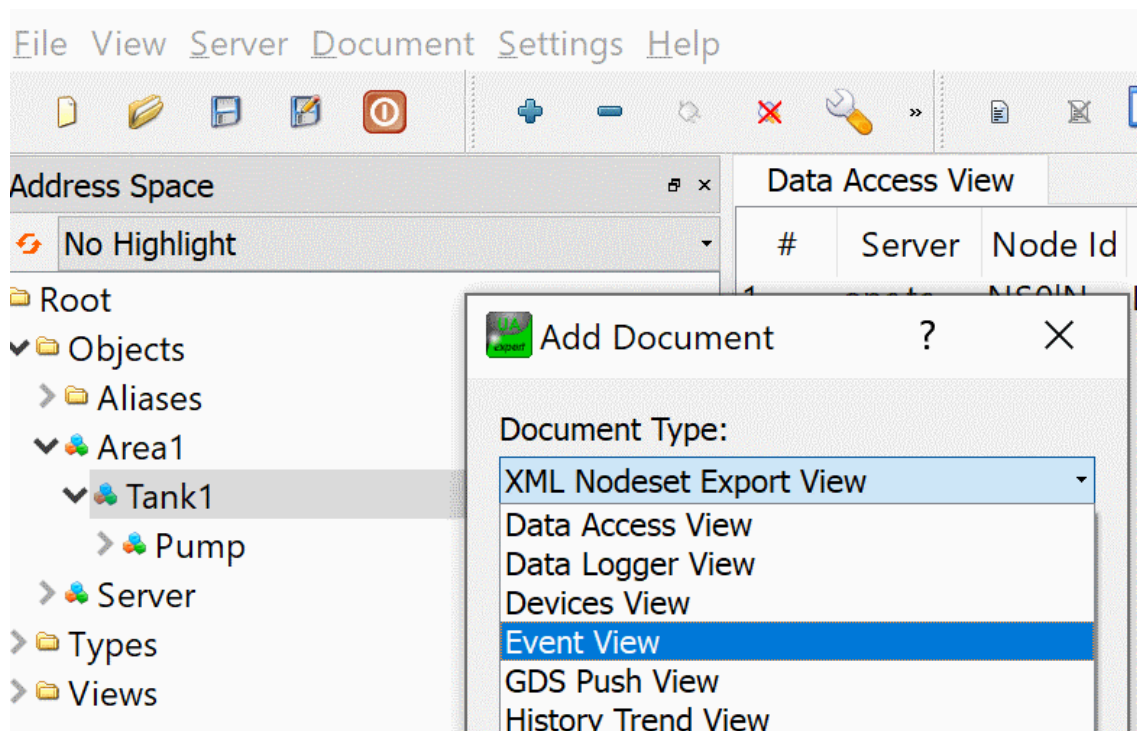 File View Server Document Settings Help
»
Address Space
Data Access View
No Highlight
# Server Node Id
Root
Objects
Aliases
Area1
Tank1
Pump
Server
Types
Views
UA
expert
Add Document ?
Document Type:
XML Nodeset Export View
Data Access View
Data Logger View
Devices View
Event View
GDS Push View
History Trend View